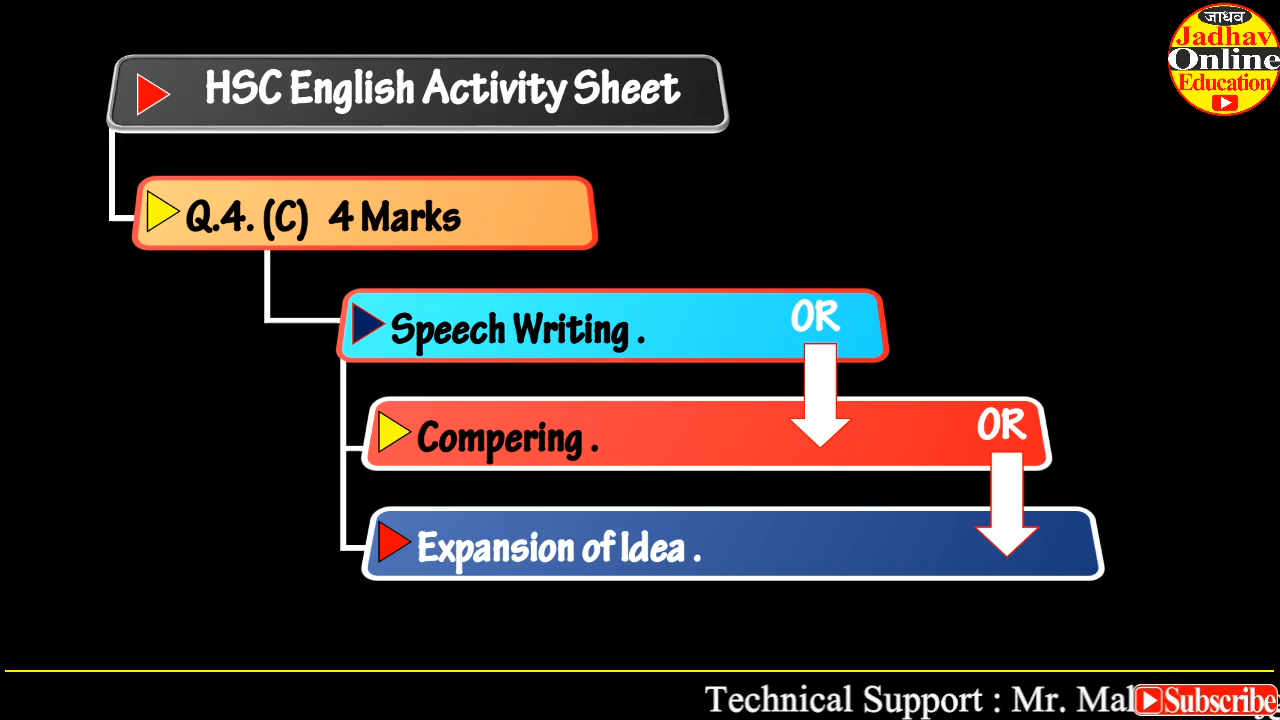 जाधव
Jadhav
Online
Education
HSC English Activity Sheet
Q.4. (C) 4 Marks
Speech Writing .
OR
Compering .
OR
Expansion of Idea .
Technical Support : Mr.
Subscribe